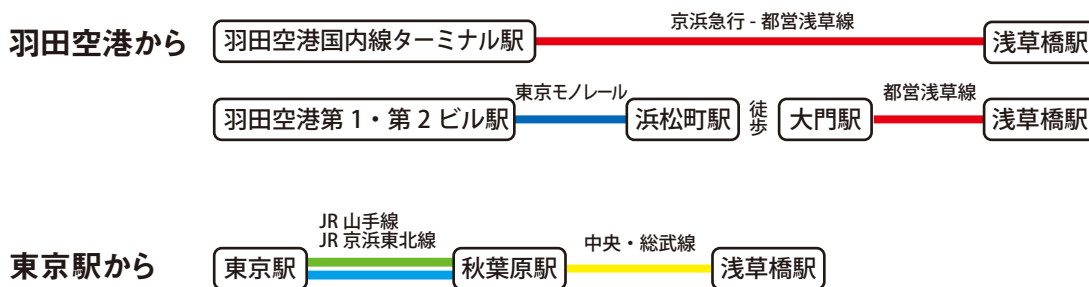 京浜急行 - 都営浅草線
羽田空港から 羽田空港国内線ターミナル駅 浅草橋駅
東京モノレール 都営浅草線
羽田空港第 1・第 2 ビル駅 浜松町駅 徒歩 大門駅 浅草橋駅
JR 山手線
JR 京浜東北線 中央・総武線
東京駅から 東京駅 秋葉原駅 浅草橋駅